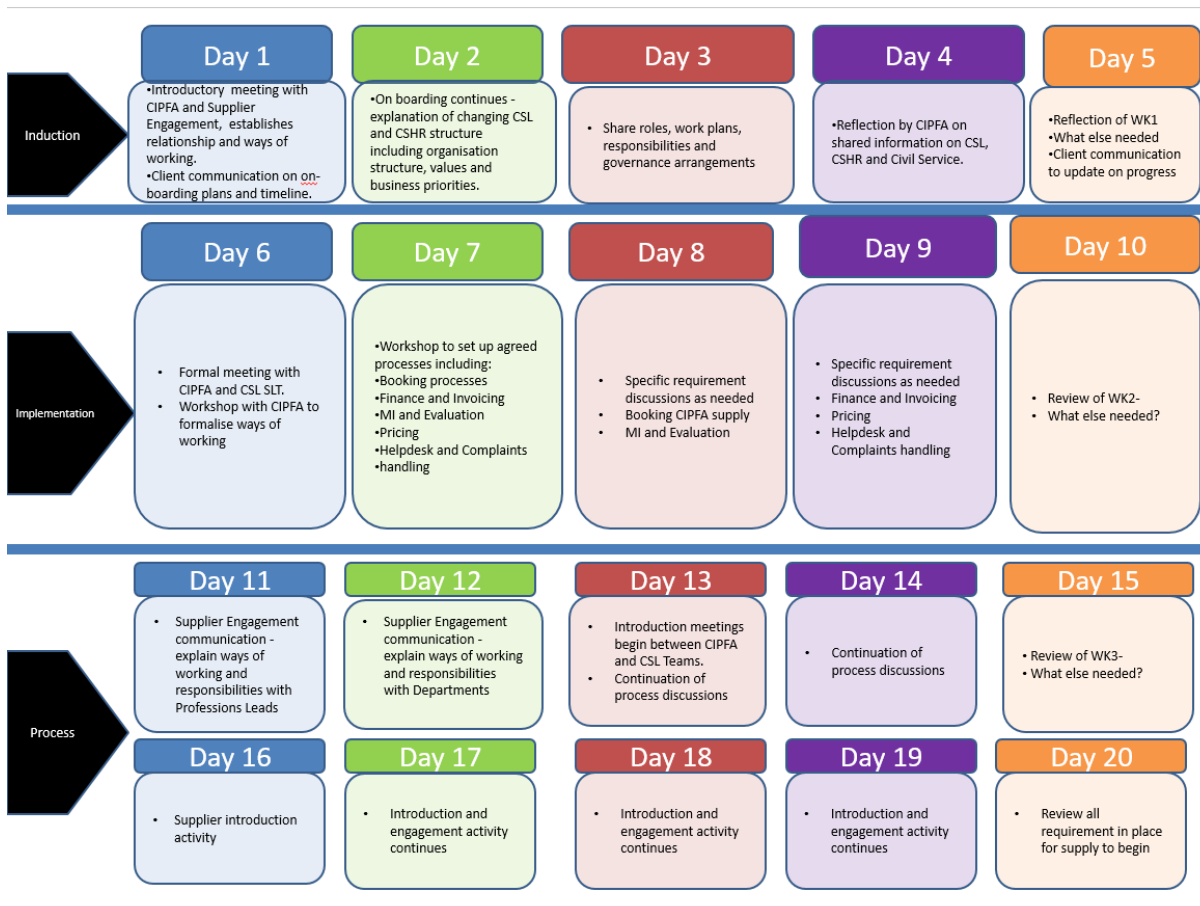 Day 1
Day 2
Day 3
Day 4
Day 5
Induction
•Introductory meeting with
CIPFA and Supplier
Engagement, establishes
relationship and ways of
working.
•Client communication on on-
boarding plans and timeline.
•On boarding continues -
explanation of changing CSL
and CSHR structure
including organisation
structure, values and
business priorities.
• Share roles, work plans,
responsibilities and
governance arrangements
•Reflection by CIPFA on
shared information on CSL,
CSHR and Civil Service.
•Reflection of WK1
•What else needed
•Client communication
to update on progress
Day 6
Day 7
Day 8
Day 9
Day 10
Implementation
• Formal meeting with
CIPFA and CSL SLT.
• Workshop with CIPFA to
formalise ways of
working
•Workshop to set up agreed
processes including:
•Booking processes
•Finance and Invoicing
•MI and Evaluation
•Pricing
•Helpdesk and Complaints
•handling
• Specific requirement
discussions as needed
• Booking CIPFA supply
• MI and Evaluation
• Specific requirement
discussions as needed
• Finance and Invoicing
• Pricing
• Helpdesk and
Complaints handling
• Review of WK2-
• What else needed?
Day 11
Day 12
Day 13
Day 14
Day 15
Process
• Supplier Engagement
communication -
explain ways of
working and
responsibilities with
Professions Leads
• Supplier Engagement
communication -
explain ways of working
and responsibilities
with Departments
• Introduction meetings
begin between CIPFA
and CSL Teams.
• Continuation of
process discussions
• Continuation of
process discussions
• Review of WK3-
• What else needed?
Day 16
Day 17
Day 18
Day 19
Day 20
• Supplier introduction
activity
• Introduction and
engagement activity
continues
• Introduction and
engagement activity
continues
• Introduction and
engagement activity
continues
• Review all
requirement in place
for supply to begin